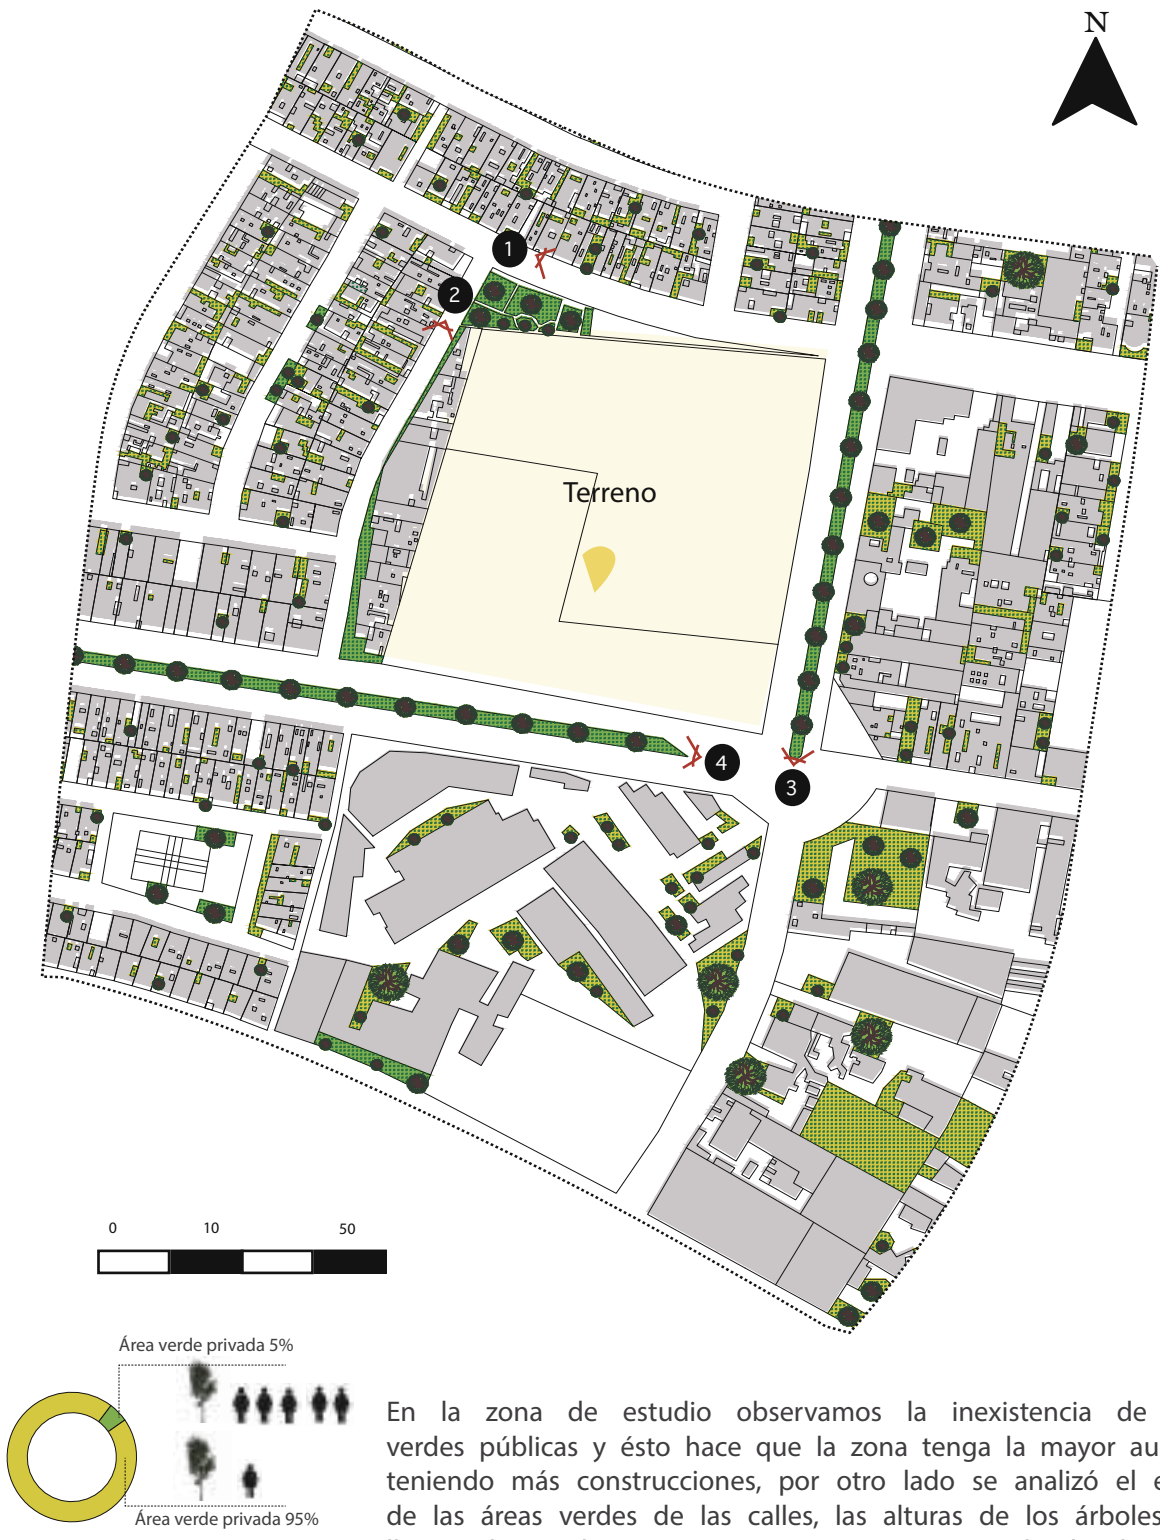 N
1
2
Terreno
4
3
0 10 50
Área verde privada 5%
Área verde privada 95%
En la zona de estudio observamos la inexistencia de
verdes públicas y ésto hace que la zona tenga la mayor au
teniendo más construcciones, por otro lado se analizó el e
de las áreas verdes de las calles, las alturas de los árboles